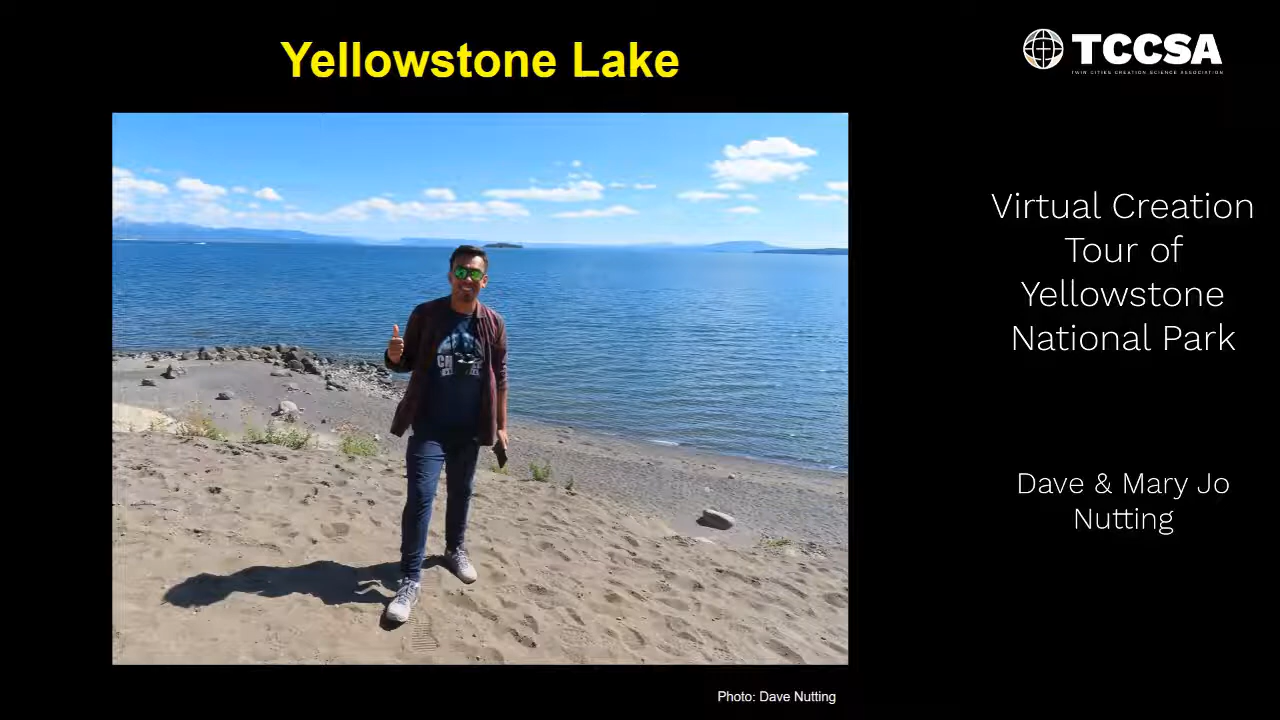 Yellowstone Lake
TCCSA
TWIN CITIES CREATION SCIENCE ASSOCIATION
Virtual Creation
Tour of
Yellowstone
National Park
Dave & Mary Jo
Nutting
Photo: Dave Nutting